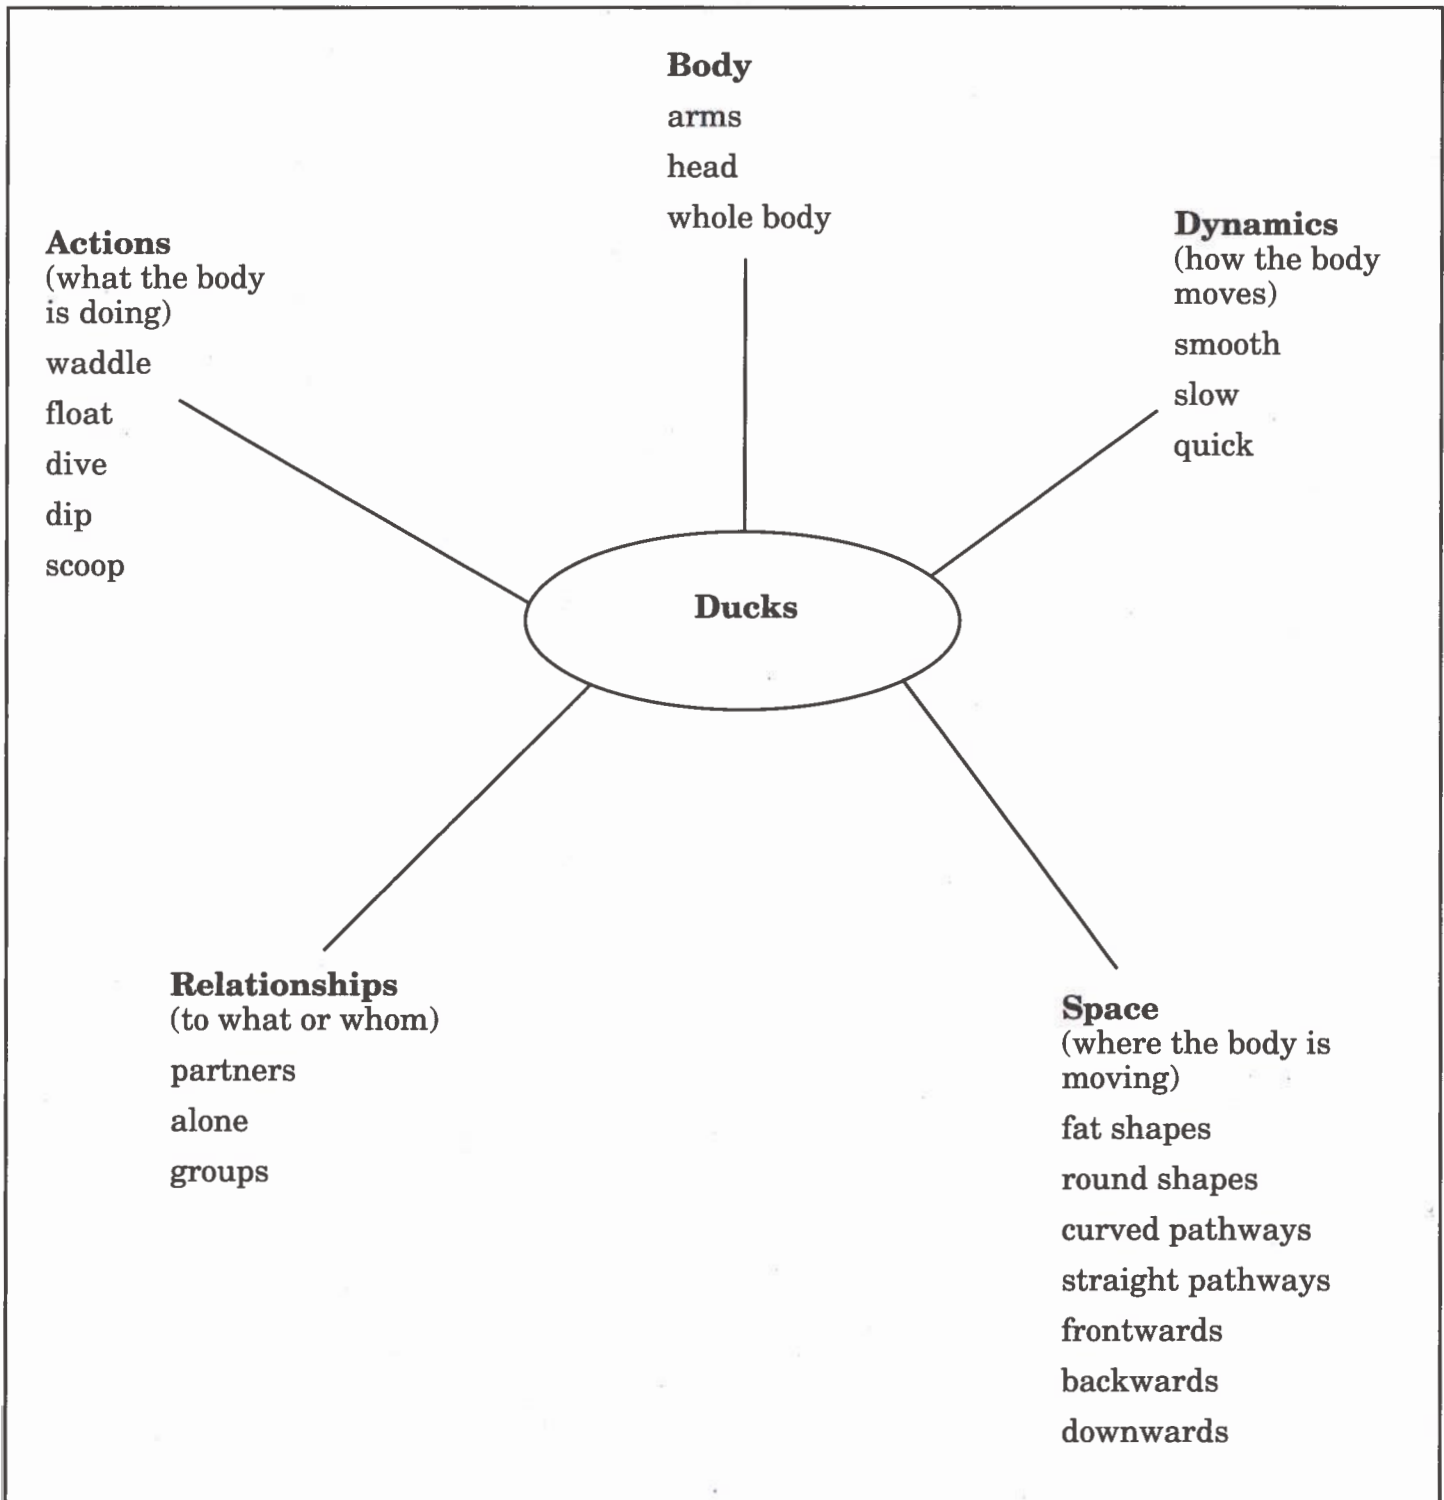 Body
arms
head
whole body
Actions
(what the body
is doing)
waddle
float
dive
dip
scoop
Dynamics
(how the body
moves)
smooth
slow
quick
Ducks
Relationships
(to what or whom)
partners
alone
groups
Space
(where the body is
moving)
fat shapes
round shapes
curved pathways
straight pathways
frontwards
backwards
downwards